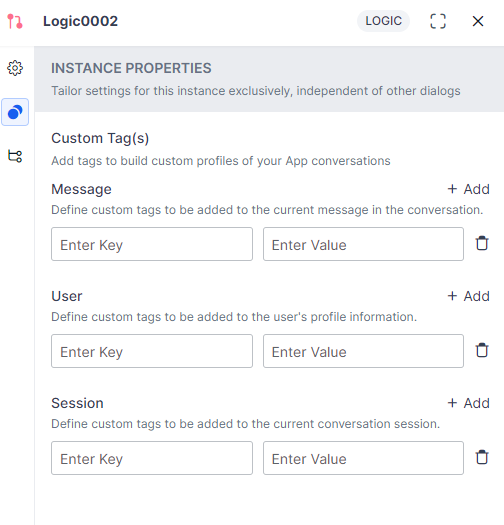 Logic0002 LOGIC
INSTANCE PROPERTIES
Tailor settings for this instance exclusively, independent of other dialogs
Custom Tag(s)
Add tags to build custom profiles of your App conversations
Message + Add
Define custom tags to be added to the current message in the conversation.
Enter Key Enter Value
User + Add
Define custom tags to be added to the user's profile information.
Enter Key Enter Value
Session + Add
Define custom tags to be added to the current conversation session.
Enter Key Enter Value